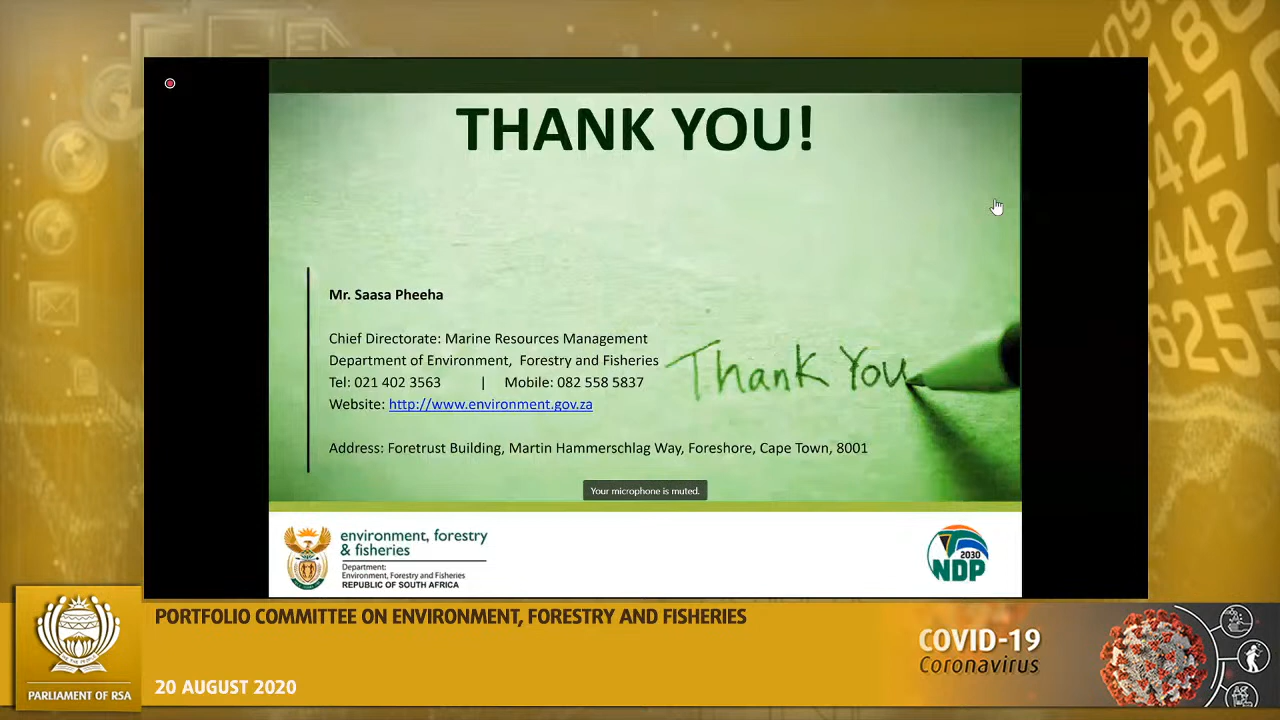 THANK YOU!
Mr. Saasa Pheeha
Chief Directorate: Marine Resources Management
Department of Environment, Forestry and Fisheries
Tel: 021 402 3563 | Mobile: 082 558 5837
Website: http://www.environment.gov.za
Address: Foretrust Building, Martin Hammerschlag Way, Foreshore, Cape Town, 8001
Thank You
Your microphone is muted.
environment, forestry
& fisheries
Department:
Environment, Forestry and Fisheries
REPUBLIC OF SOUTH AFRICA
2030
NDP
PORTFOLIO COMMITTEE ON ENVIRONMENT, FORESTRY AND FISHERIES
20 AUGUST 2020
PARLIAMENT OF RSA
COVID-19
Coronavirus